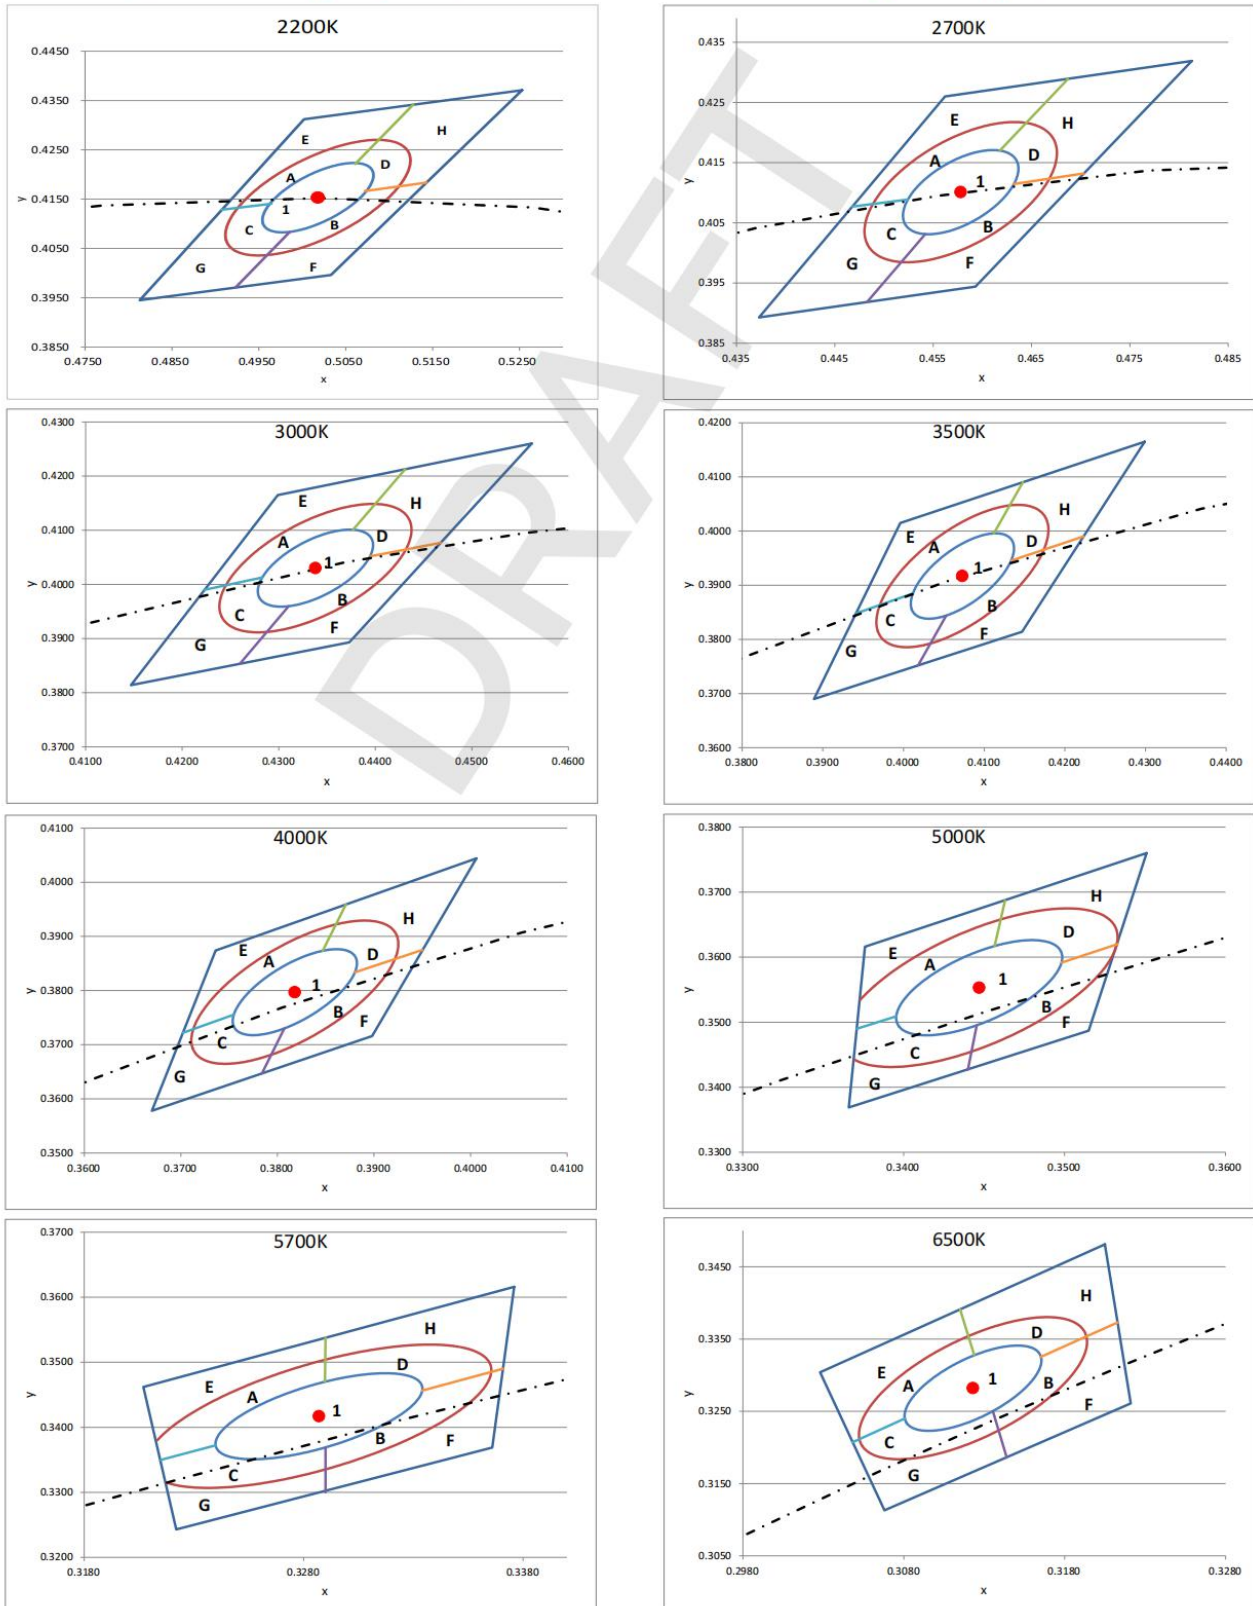 2200K
0.4450
0.4350
0.4250
0.4150
0.4050
0.3950
0.3850
y
E
H
A
D
1
C
B
G
F
0.4750 0.4850 0.4950 0.5050 0.5150 0.5250
x
2700K
0.435
0.425
0.415
0.405
0.395
0.385
y
E
H
A
D
1
C
B
G
F
0.435 0.445 0.455 0.465 0.475 0.485
x
3000K
0.4300
0.4200
0.4100
0.4000
0.3900
0.3800
0.3700
y
E
H
A
D
1
B
C
F
G
0.4100 0.4200 0.4300 0.4400 0.4500 0.4600
x
3500K
0.4200
0.4100
0.4000
0.3900
0.3800
0.3700
0.3600
y
H
E
A
D
1
B
C
F
G
0.3800 0.3900 0.4000 0.4100 0.4200 0.4300 0.4400
x
4000K
0.4100
0.4000
0.3900
0.3800
0.3700
0.3600
0.3500
y
H
E
A
D
1
B
F
C
G
0.3600 0.3700 0.3800 0.3900 0.4000 0.4100
x
5000K
0.3800
0.3700
0.3600
0.3500
0.3400
0.3300
y
H
D
E
A
1
B
F
C
G
0.3300 0.3400 0.3500 0.3600
x
5700K
0.3700
0.3600
0.3500
0.3400
0.3300
0.3200
y
H
D
E
A
1
B
F
C
G
0.3180 0.3280 0.3380
x
6500K
0.3450
0.3350
0.3250
0.3150
0.3050
y
H
D
E
1
A
B
F
C
G
0.2980 0.3080 0.3180 0.3280
x
DRAFT